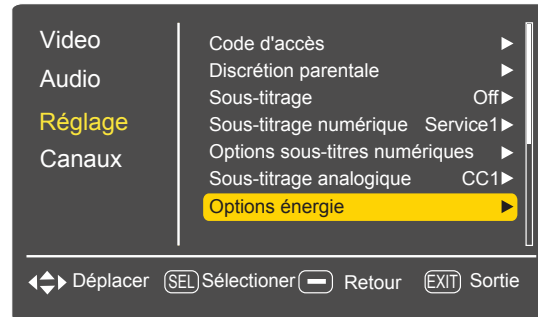 Video
Audio
Réglage
Canaux
Code d'accès
Discrétion parentale
Sous-titrage Off
Sous-titrage numérique Service1
Options sous-titres numériques
Sous-titrage analogique CC1
Options énergie
Déplacer SEL Sélectioner Retour EXIT Sortie